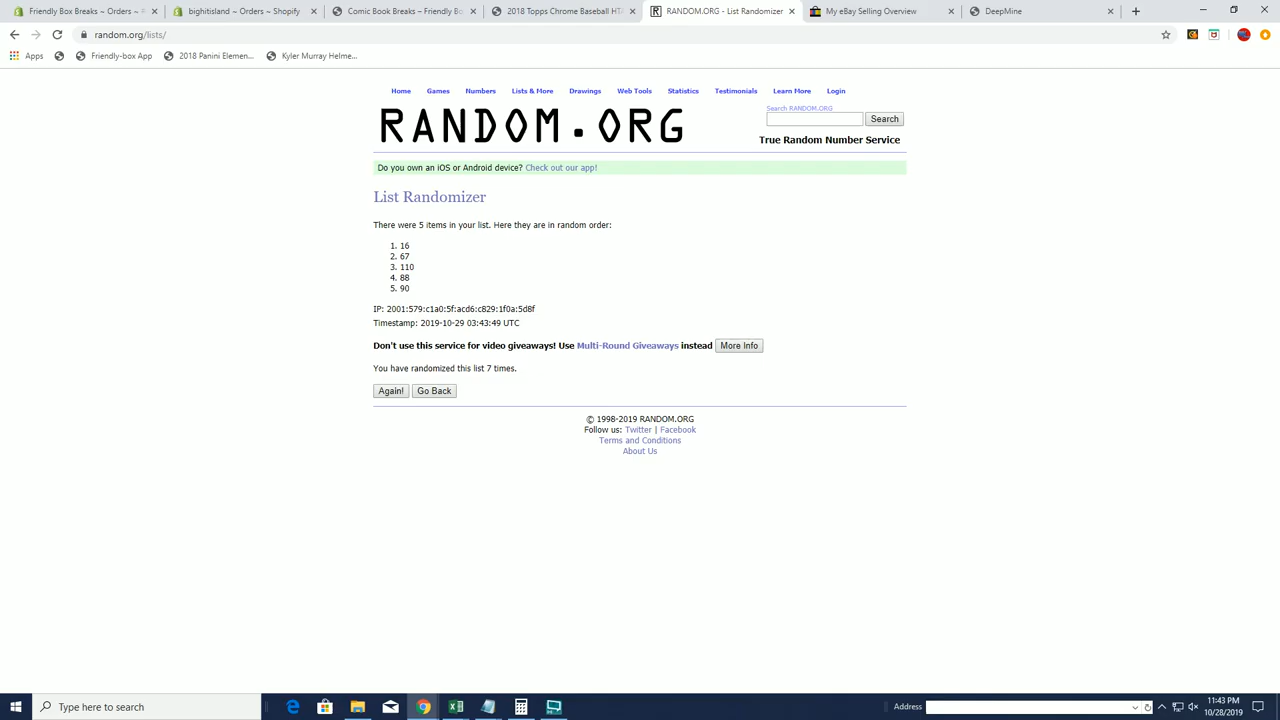 Friendly Box Breaks ~ Orders ~ F
bighitisland ~ Orders ~ Shopify
Comic Book Breaks – Friendly Bo
2018 Topps Chrome Baseball HTA
RANDOM.ORG - List Randomizer
My eBay Selling Overview
DeepMine
random.org/lists/
Apps
Friendly-box App
2018 Panini Elemen...
Kyler Murray Helme...
Home
Games
Numbers
Lists & More
Drawings
Web Tools
Statistics
Testimonials
Learn More
Login
RANDOM.ORG
Search RANDOM.ORG
Search
True Random Number Service
Do you own an iOS or Android device? Check out our app!
List Randomizer
There were 5 items in your list. Here they are in random order:
1. 16
2. 67
3. 110
4. 88
5. 90
IP: 2001:579:c1a0:5f:acd6:c829:1f0a:5d8f
Timestamp: 2019-10-29 03:43:49 UTC
Don't use this service for video giveaways! Use Multi-Round Giveaways instead More Info
You have randomized this list 7 times.
Again! Go Back
© 1998-2019 RANDOM.ORG
Follow us: Twitter | Facebook
Terms and Conditions
About Us
Type here to search
Address
11:43 PM
10/28/2019